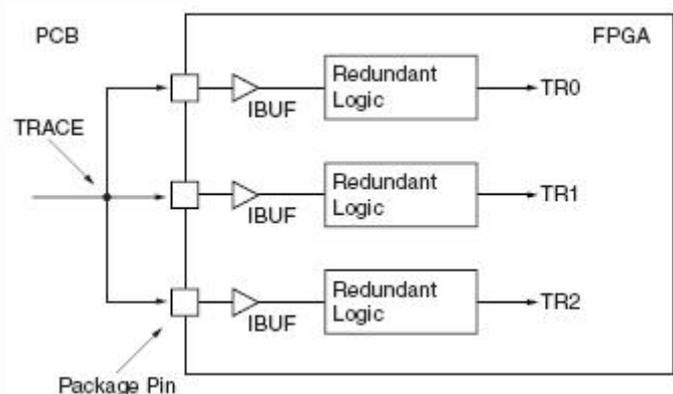 PCB
FPGA
TRACE
IBUF
Redundant
Logic
TR0
IBUF
Redundant
Logic
TR1
IBUF
Redundant
Logic
TR2
Package Pin